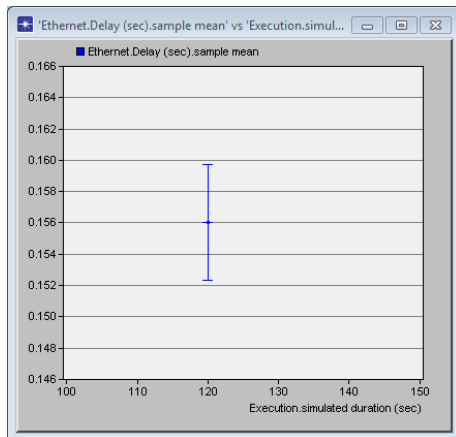 'Ethernet.Delay (sec).sample mean' vs 'Execution.simul...
Ethernet.Delay (sec).sample mean
0.166
0.164
0.162
0.160
0.158
0.156
0.154
0.152
0.150
0.148
0.146
100 110 120 130 140 150
Execution.simulated duration (sec)